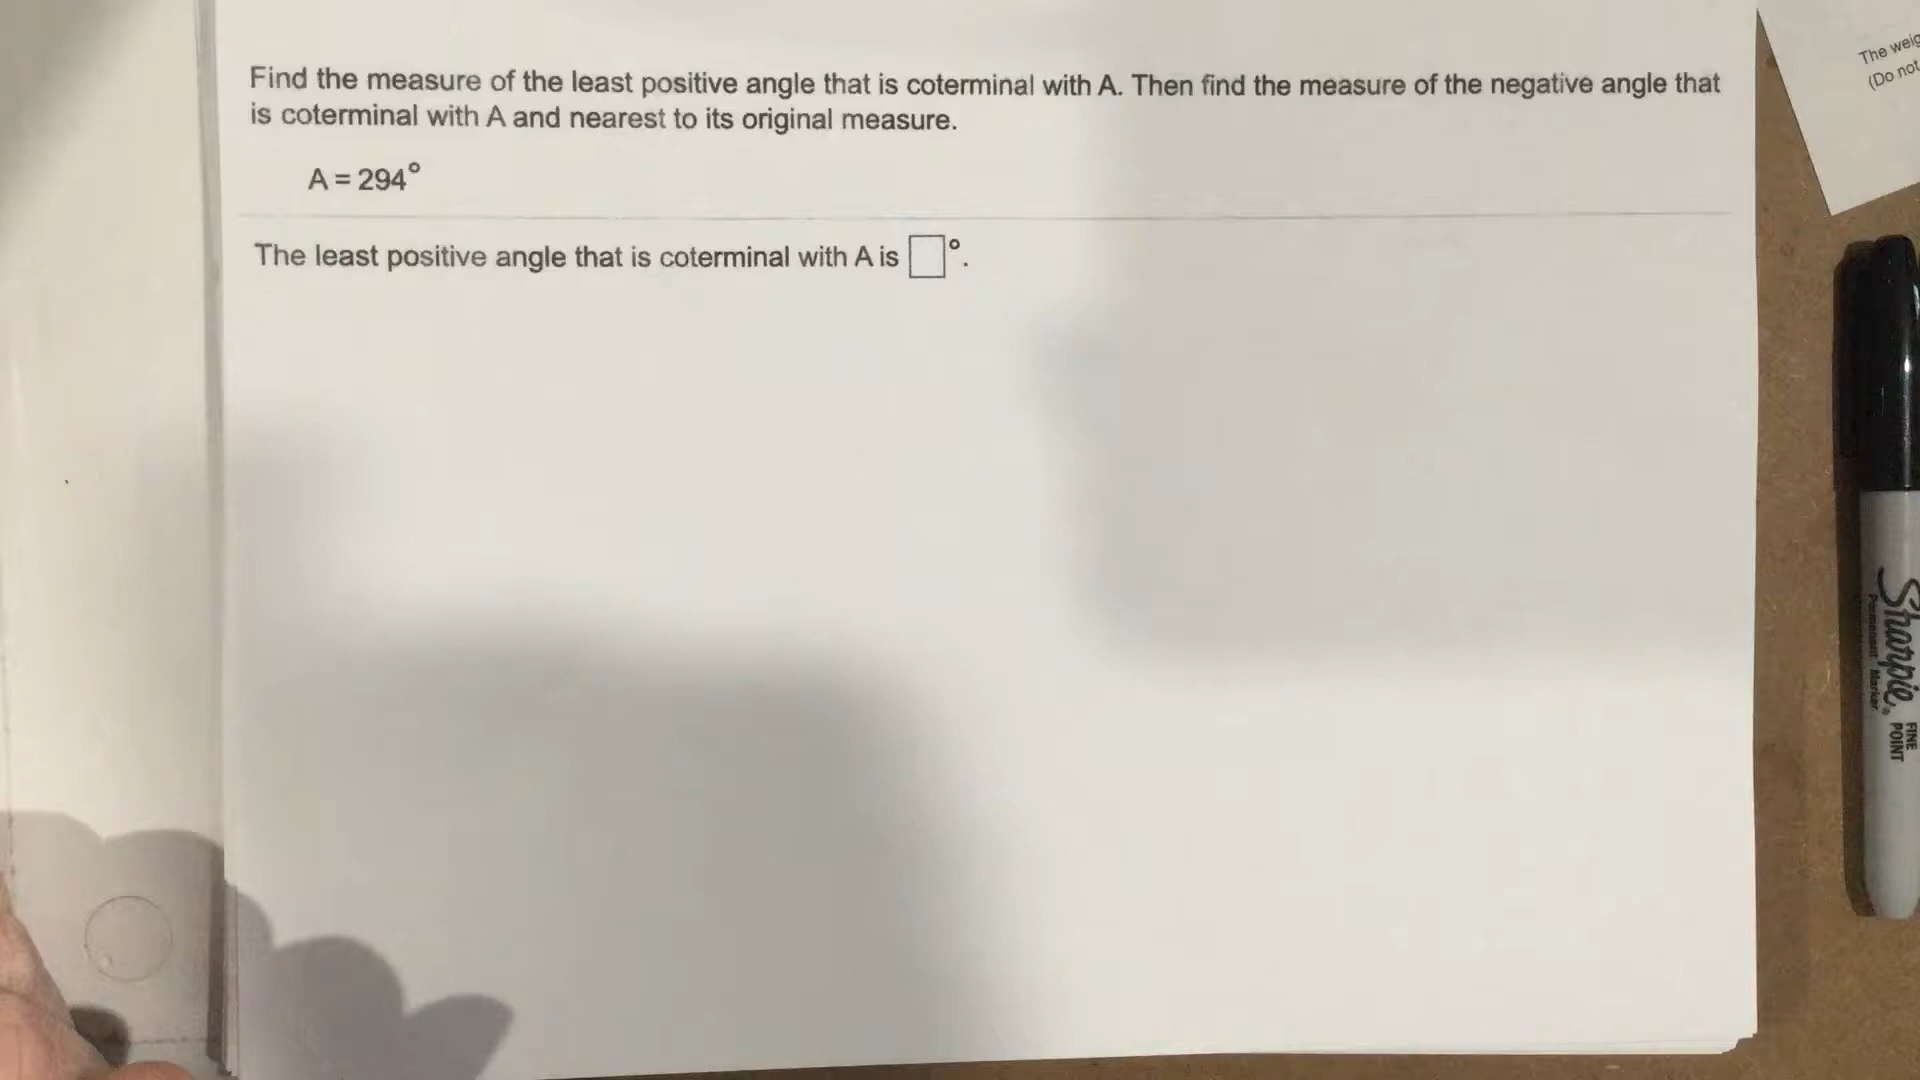 Find the measure of the least positive angle that is coterminal with A. Then find the measure of the negative angle that
is coterminal with A and nearest to its original measure.
A = 294°
The least positive angle that is coterminal with A is □°.
The weig
(Do not
Sharpie®
Permanent Marker
FINE
POINT